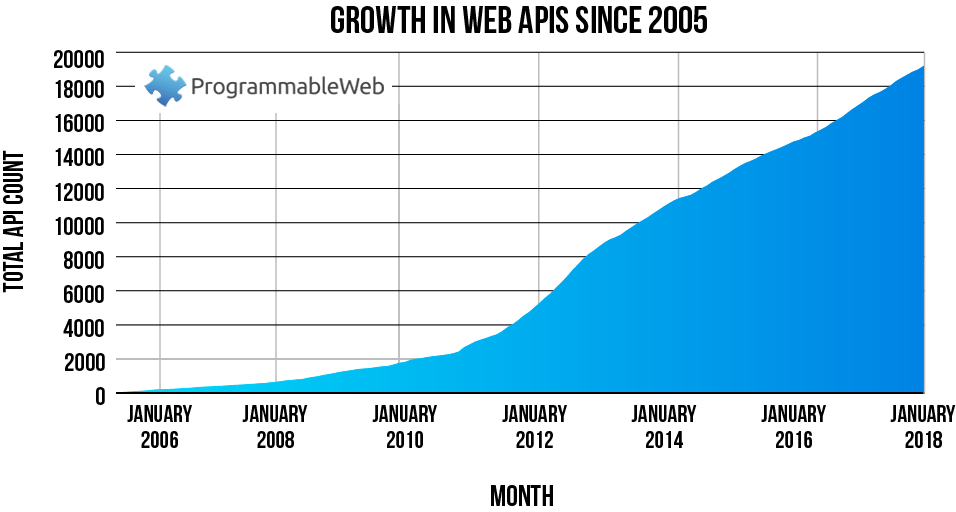 GROWTH IN WEB APIS SINCE 2005
ProgrammableWeb
TOTAL API COUNT
20000
18000
16000
14000
12000
10000
8000
6000
4000
2000
0
JANUARY 2006
JANUARY 2008
JANUARY 2010
JANUARY 2012
JANUARY 2014
JANUARY 2016
JANUARY 2018
MONTH